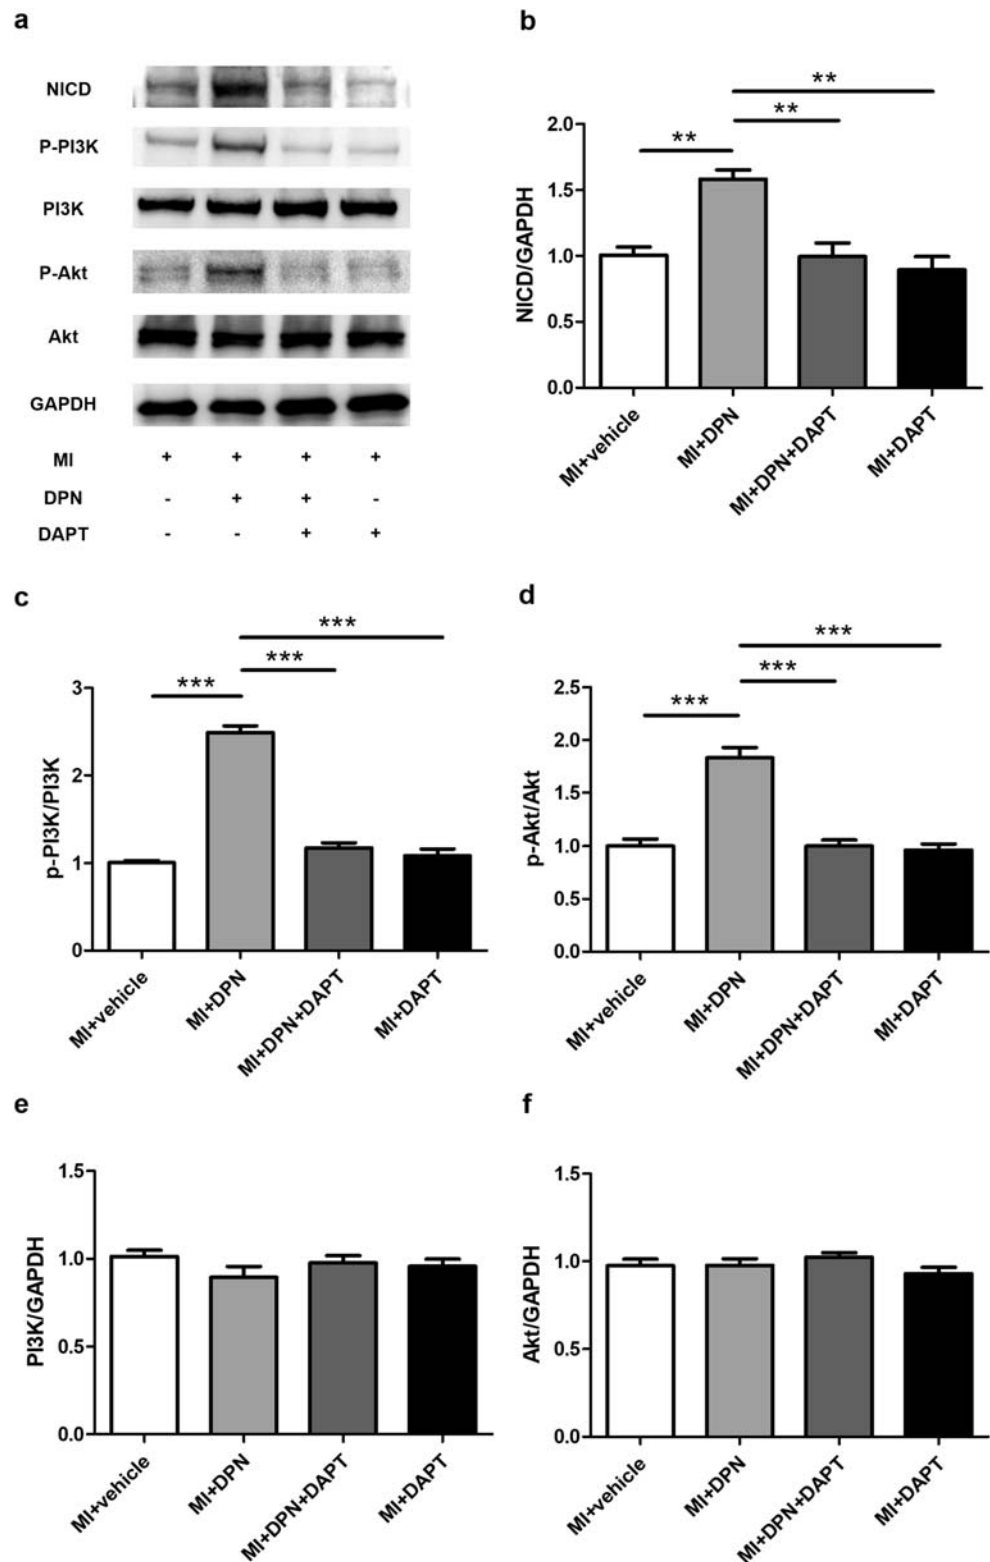 a
NICD
P-PI3K
PI3K
P-Akt
Akt
GAPDH
MI + + + +
DPN - + + -
DAPT - - + +
b
**
**
**
NICD/GAPDH
2.0
1.5
1.0
0.5
0.0
MI+vehicle
MI+DPN
MI+DPN+DAPT
MI+DAPT
c
***
***
***
p-PI3K/PI3K
3
2
1
0
MI+vehicle
MI+DPN
MI+DPN+DAPT
MI+DAPT
d
***
***
***
p-Akt/Akt
2.5
2.0
1.5
1.0
0.5
0.0
MI+vehicle
MI+DPN
MI+DPN+DAPT
MI+DAPT
e
PI3K/GAPDH
1.5
1.0
0.5
0.0
MI+vehicle
MI+DPN
MI+DPN+DAPT
MI+DAPT
f
Akt/GAPDH
1.5
1.0
0.5
0.0
MI+vehicle
MI+DPN
MI+DPN+DAPT
MI+DAPT